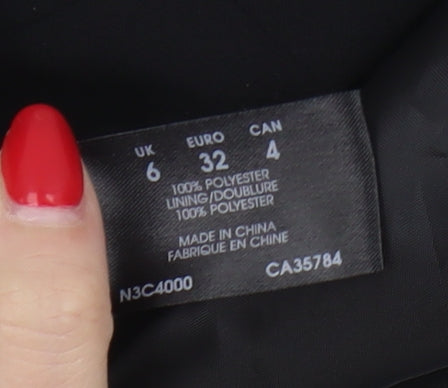 UK EURO CAN
6 32 4
100% POLYESTER
LINING/DOUBLURE
100% POLYESTER
MADE IN CHINA
FABRIQUE EN CHINE
N3C4000 CA35784